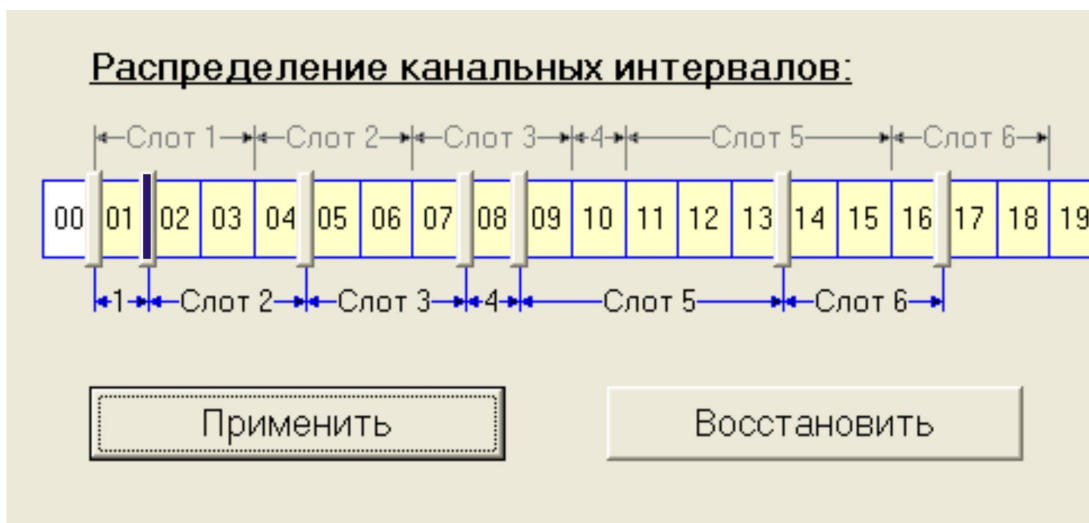 Распределение канальных интервалов:
Слот 1 Слот 2 Слот 3 4 Слот 5 Слот 6
00 01 02 03 04 05 06 07 08 09 10 11 12 13 14 15 16 17 18 19
1 Слот 2 Слот 3 4 Слот 5 Слот 6
Применить Восстановить